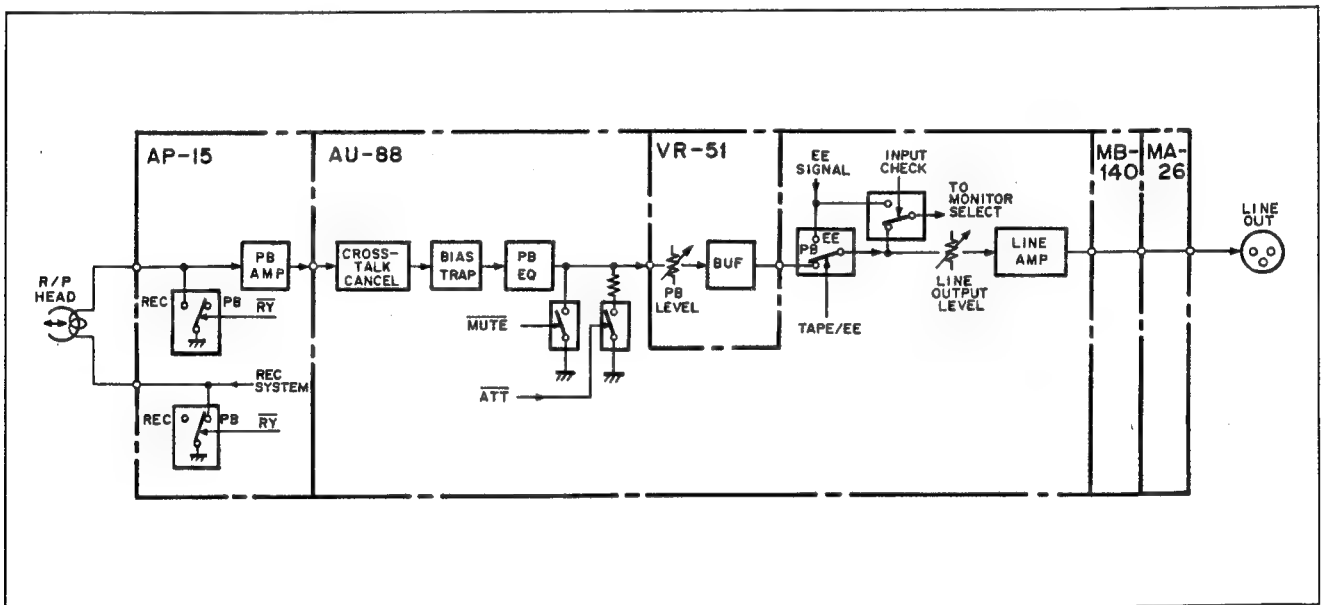 AP-15
AU-88
VR-51
MB-
140
MA-
26
EE
SIGNAL
INPUT
CHECK
TO
MONITOR
SELECT
LINE
OUT
R/P
HEAD
PB
AMP
CROSS-
TALK
CANCEL
BIAS
TRAP
PB
EQ
BUF
PB
EE
LINE
AMP
REC
PB
RY
PB
LEVEL
LINE
OUTPUT
LEVEL
MUTE
TAPE/EE
REC
SYSTEM
ATT
REC
PB
RY